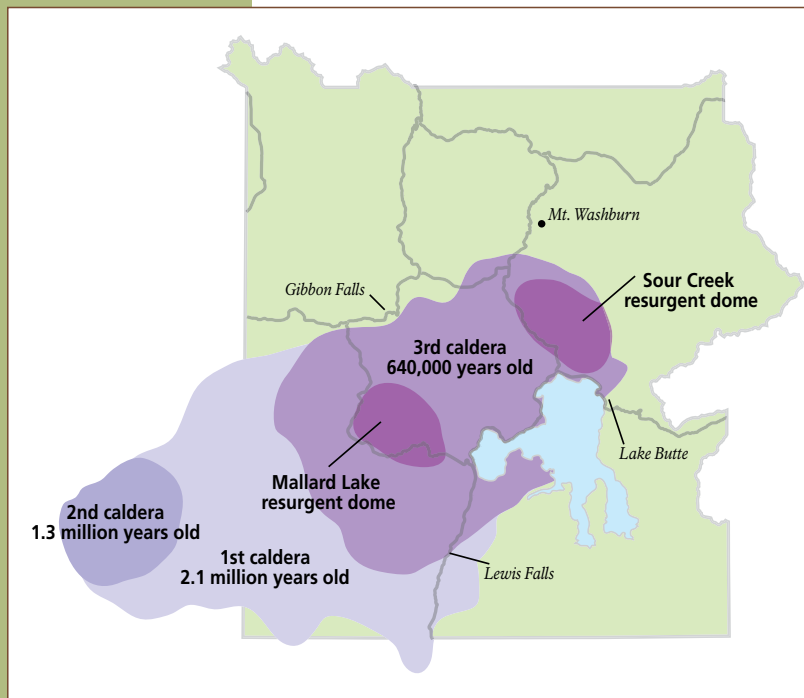 Mt. Washburn
Sour Creek
resurgent dome
Gibbon Falls
3rd caldera
640,000 years old
Lake Butte
Mallard Lake
resurgent dome
2nd caldera
1.3 million years old
1st caldera
2.1 million years old
Lewis Falls